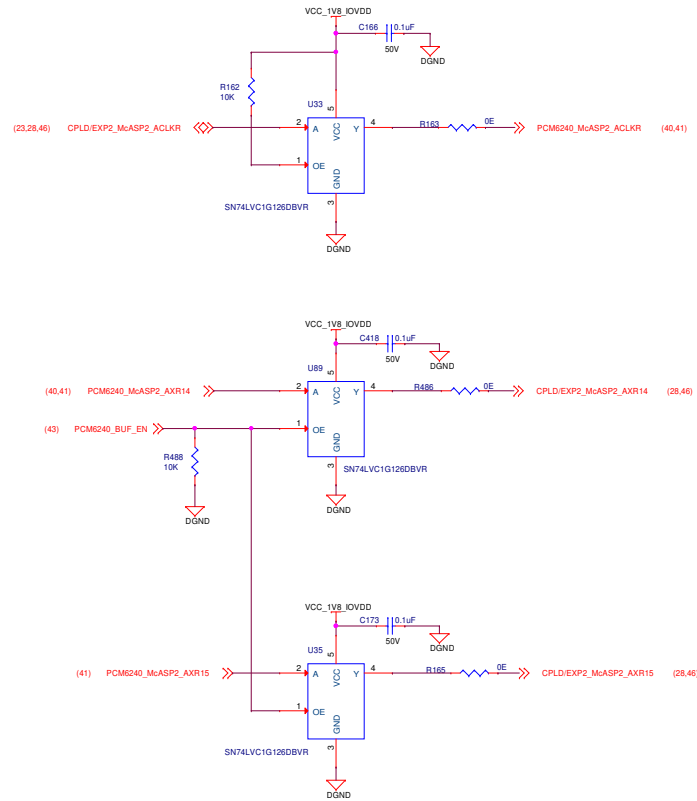 VCC_1V8_IOVDD
C166 0.1uF
50V
DGND
R162
10K
U33
5
(23,28,46) CPLD/EXP2_McASP2_ACLKR 2 A VCC Y 4 R163 0E PCM6240_McASP2_ACLKR (40,41)
1 OE
GND
3
SN74LVC1G126DBVR
DGND
VCC_1V8_IOVDD
C418 0.1uF
50V
DGND
U89
5
(40,41) PCM6240_McASP2_AXR14 2 A VCC Y 4 R486 0E CPLD/EXP2_McASP2_AXR14 (28,46)
(43) PCM6240_BUF_EN 1 OE
GND
R488
10K
3
SN74LVC1G126DBVR
DGND
DGND
VCC_1V8_IOVDD
C173 0.1uF
50V
DGND
U35
5
(41) PCM6240_McASP2_AXR15 2 A VCC Y 4 R165 0E CPLD/EXP2_McASP2_AXR15 (28,46)
1 OE
GND
3
SN74LVC1G126DBVR
DGND